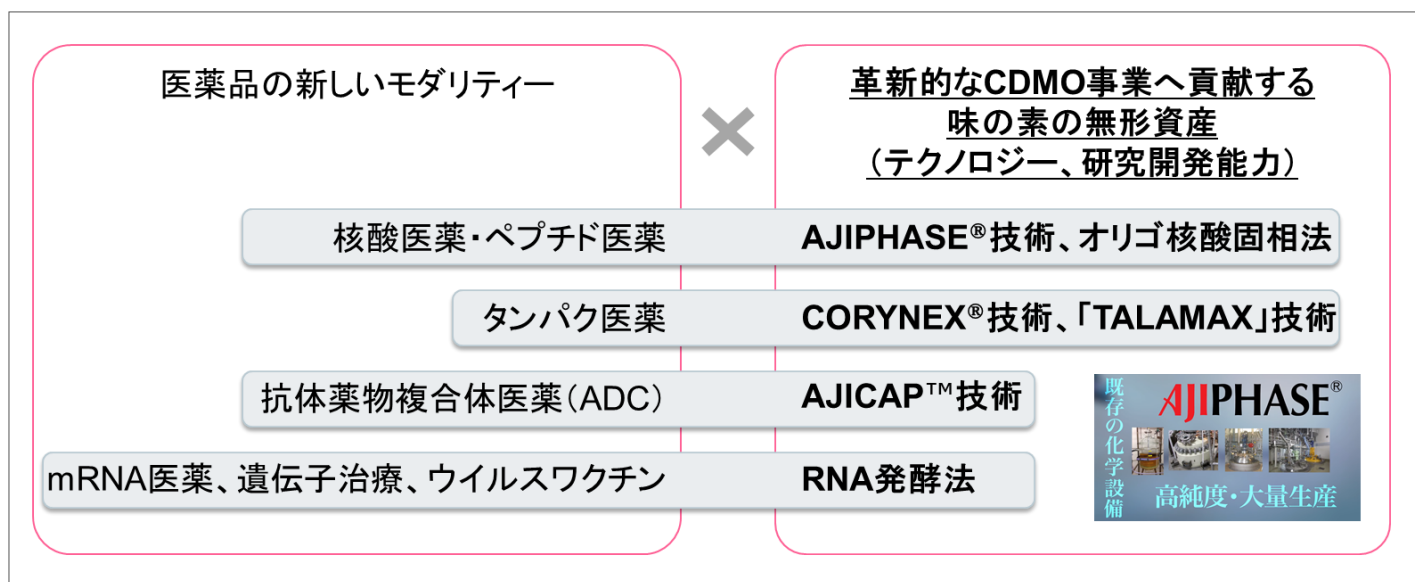 医薬品の新しいモダリティー
革新的なCDMO事業へ貢献する
味の素の無形資産
（テクノロジー、研究開発能力）
核酸医薬・ペプチド医薬
AJIPHASE®技術、オリゴ核酸固相法
タンパク医薬
CORYNEX®技術、「TALAMAX」技術
抗体薬物複合体医薬（ADC）
AJICAP™技術
mRNA医薬、遺伝子治療、ウイルスワクチン
RNA発酵法
既存の化学設備
AJIPHASE®
高純度・大量生産